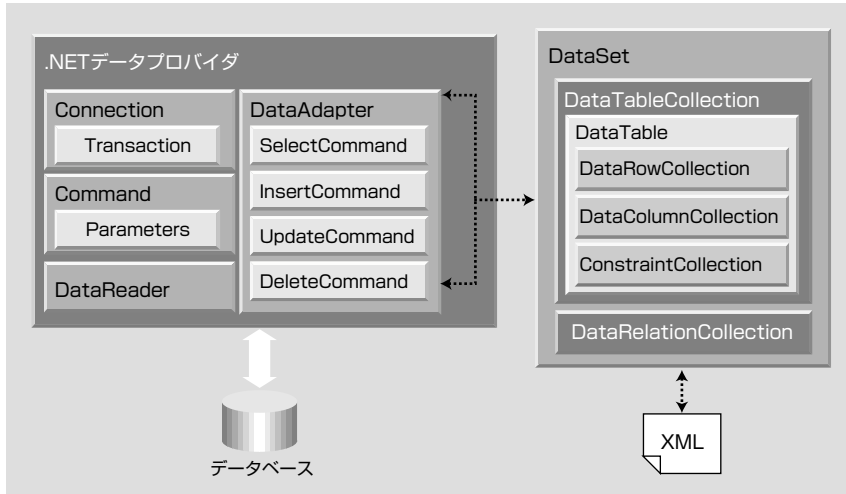 .NETデータプロバイダ
Connection
Transaction
Command
Parameters
DataReader
DataAdapter
SelectCommand
InsertCommand
UpdateCommand
DeleteCommand
データベース
DataSet
DataTableCollection
DataTable
DataRowCollection
DataColumnCollection
ConstraintCollection
DataRelationCollection
XML